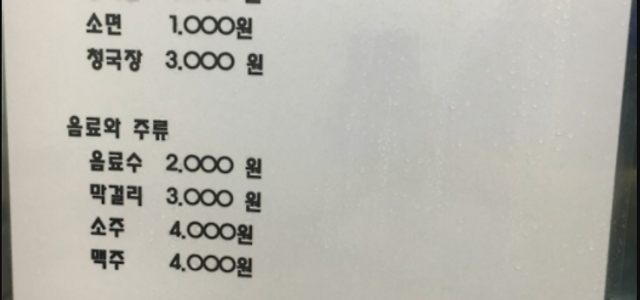 소면 1.000원
청국장 3.000 원
음료와 주류
음료수 2.000 원
막걸리 3.000 원
소주 4.000원
맥주 4.000원